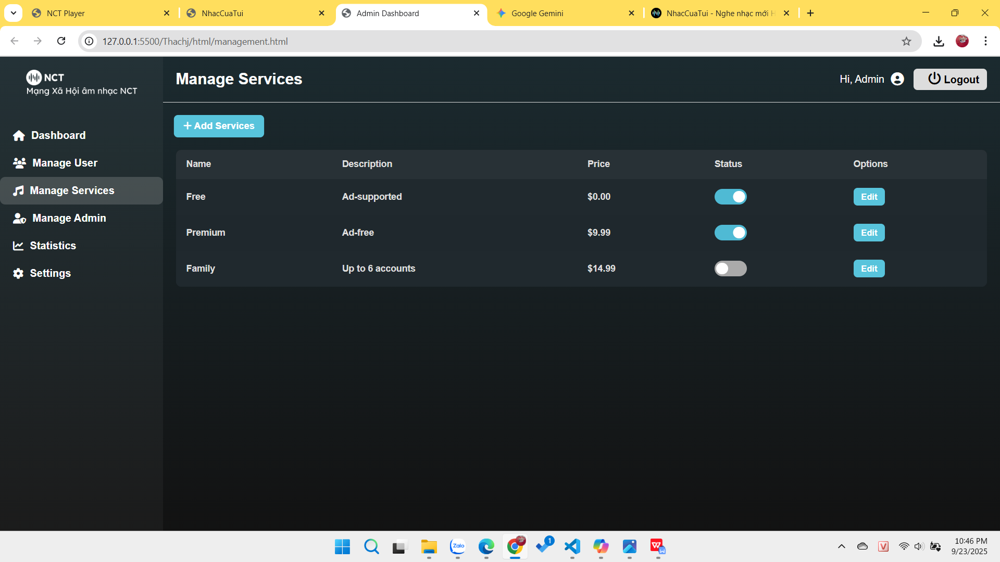 NCT Player
NhacCuaTui
Admin Dashboard
Google Gemini
NhacCuaTui - Nghe nhạc mới H
127.0.0.1:5500/Thachj/html/management.html
NCT
Mạng Xã Hội âm nhạc NCT
Manage Services
Hi, Admin
Logout
Dashboard
Manage User
Manage Services
Manage Admin
Statistics
Settings
+ Add Services
Name Description Price Status Options
Free Ad-supported $0.00 Edit
Premium Ad-free $9.99 Edit
Family Up to 6 accounts $14.99 Edit
Zalo
1
W
W
V
10:46 PM
9/23/2025